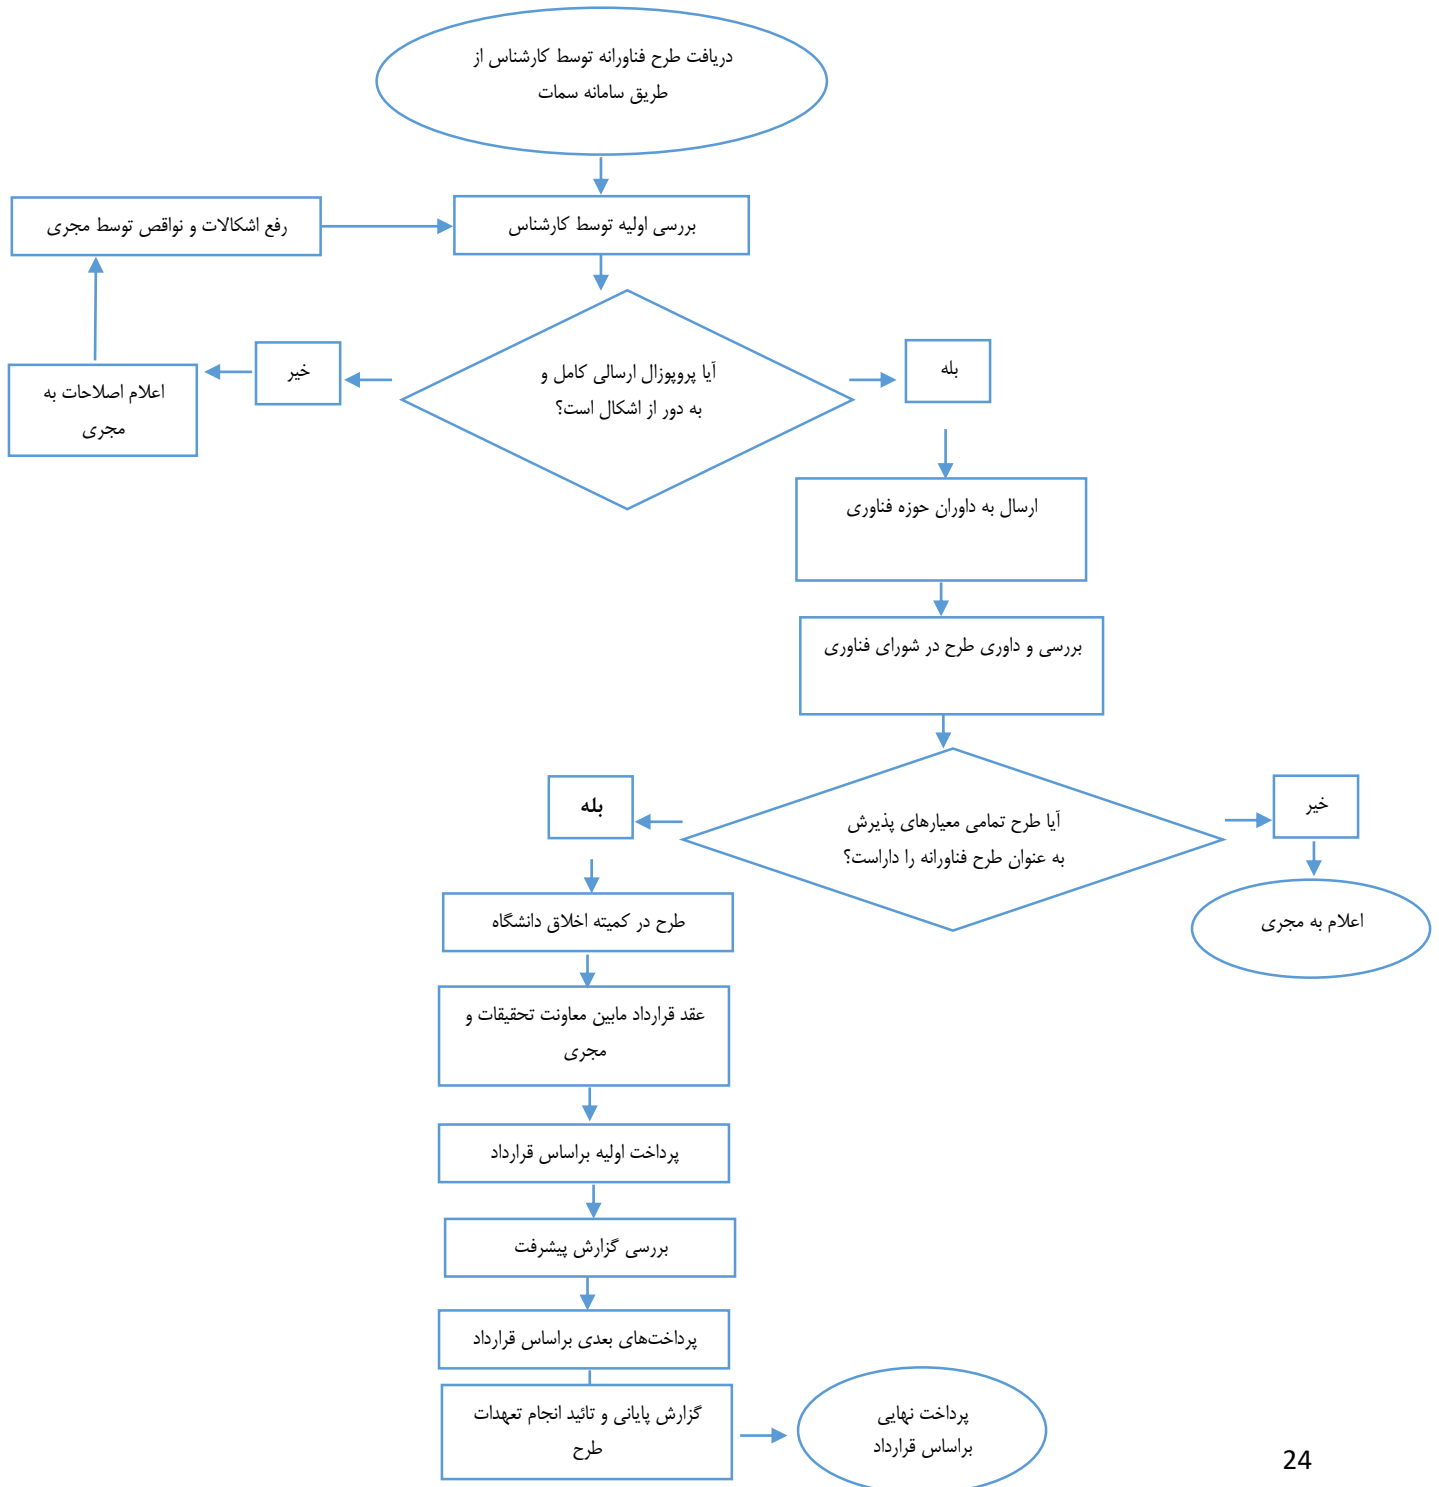 دریافت طرح فناورانه توسط کارشناس از
طریق سامانه سمات
بررسی اولیه توسط کارشناس
رفع اشکالات و نواقص توسط مجری
آیا پروپوزال ارسالی کامل و
به دور از اشکال است؟
بله
خیر
اعلام اصلاحات به
مجری
ارسال به داوران حوزه فناوری
بررسی و داوری طرح در شورای فناوری
آیا طرح تمامی معیارهای پذیرش
به عنوان طرح فناورانه را داراست؟
خیر
بله
اعلام به مجری
طرح در کمیته اخلاق دانشگاه
عقد قرارداد مابین معاونت تحقیقات و
مجری
پرداخت اولیه براساس قرارداد
بررسی گزارش پیشرفت
پرداخت‌های بعدی براساس قرارداد
گزارش پایانی و تائید انجام تعهدات
طرح
پرداخت نهایی
براساس قرارداد
24